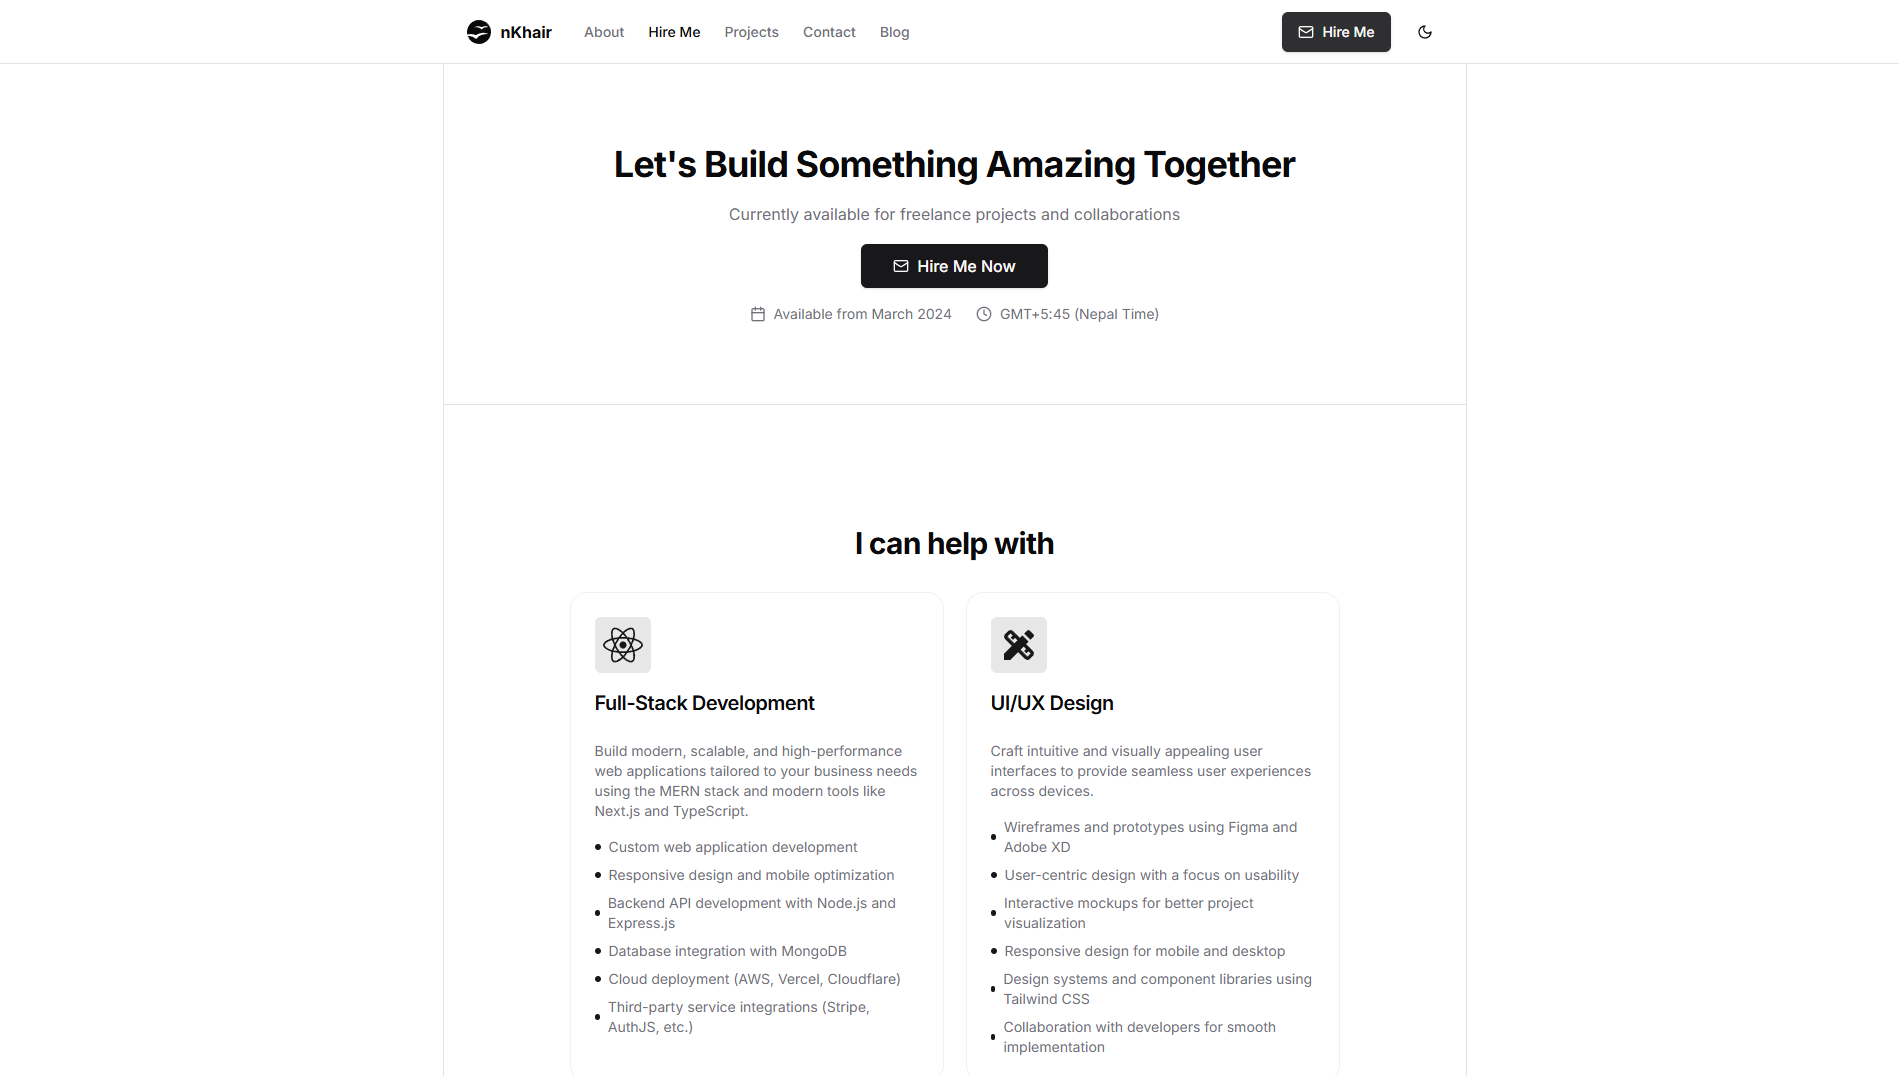 nKhair
About
Hire Me
Projects
Contact
Blog
Hire Me
Let's Build Something Amazing Together
Currently available for freelance projects and collaborations
Hire Me Now
Available from March 2024
GMT+5:45 (Nepal Time)
I can help with
Full-Stack Development
Build modern, scalable, and high-performance
web applications tailored to your business needs
using the MERN stack and modern tools like
Next.js and TypeScript.
Custom web application development
Responsive design and mobile optimization
Backend API development with Node.js and
Express.js
Database integration with MongoDB
Cloud deployment (AWS, Vercel, Cloudflare)
Third-party service integrations (Stripe,
AuthJS, etc.)
UI/UX Design
Craft intuitive and visually appealing user
interfaces to provide seamless user experiences
across devices.
Wireframes and prototypes using Figma and
Adobe XD
User-centric design with a focus on usability
Interactive mockups for better project
visualization
Responsive design for mobile and desktop
Design systems and component libraries using
Tailwind CSS
Collaboration with developers for smooth
implementation